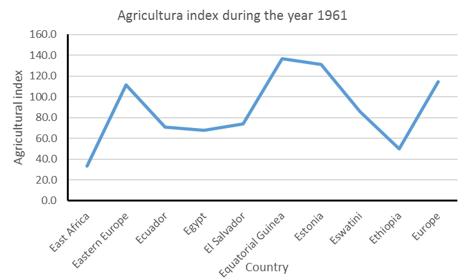 Agricultura index during the year 1961
160.0
140.0
120.0
100.0
80.0
60.0
40.0
20.0
0.0
Agricultural index
East Africa
Eastern Europe
Ecuador
Egypt
El Salvador
Equatorial Guinea
Estonia
Eswatini
Ethiopia
Europe
Country